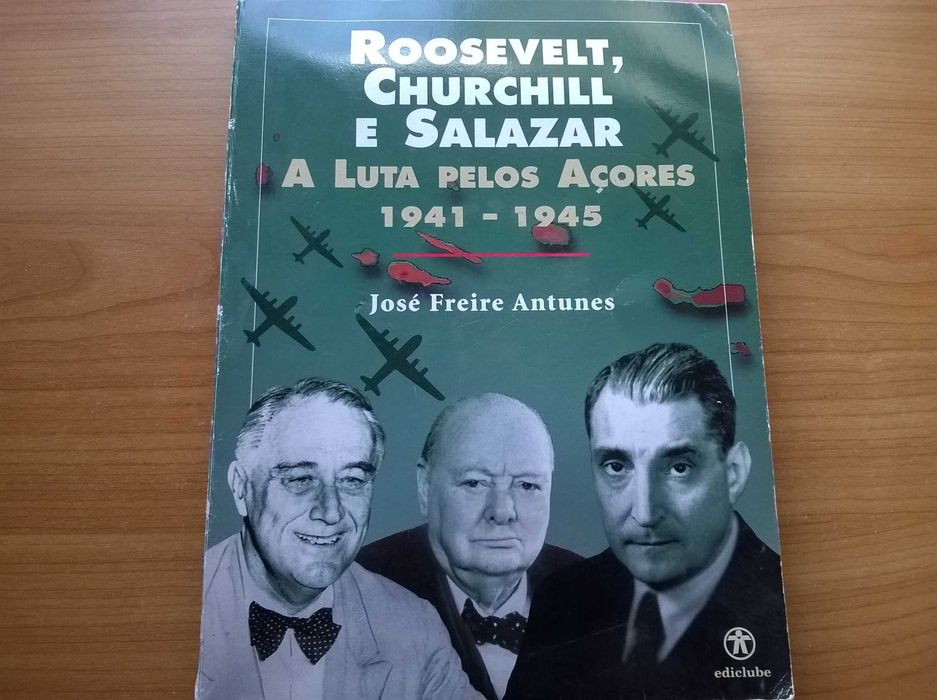 ROOSEVELT,
CHURCHILL
E SALAZAR
A LUTA PELOS AÇORES
1941 - 1945
José Freire Antunes
ediclube